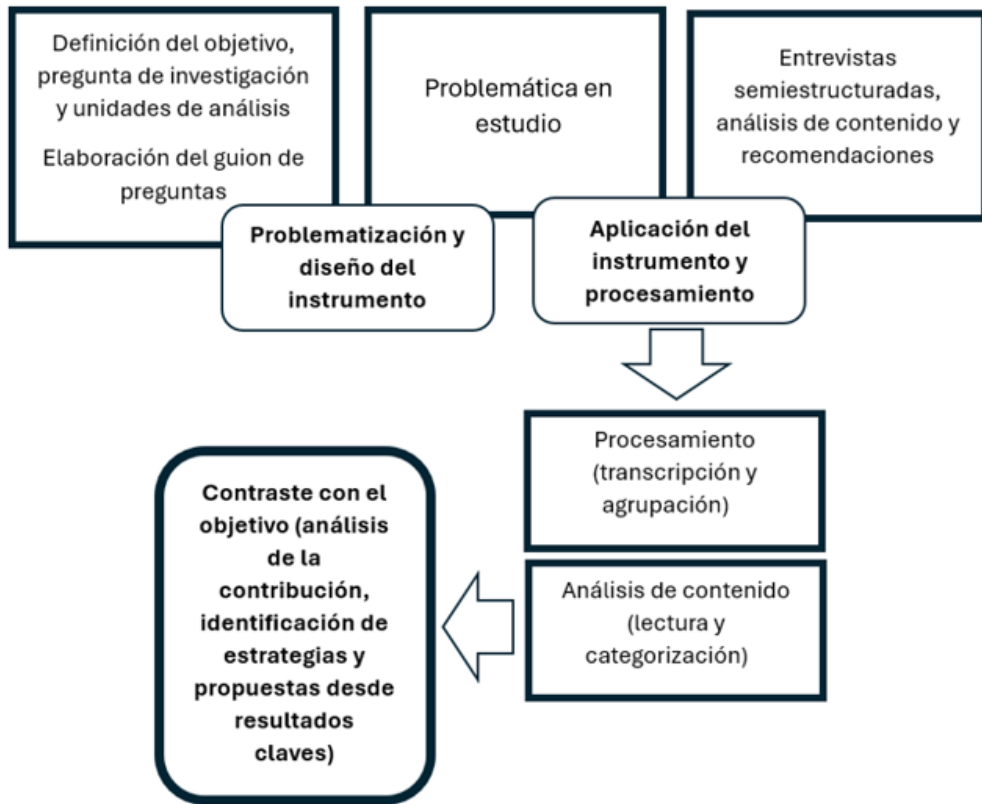 Definición del objetivo,
pregunta de investigación
y unidades de análisis
Elaboración del guion de
preguntas
Problemática en
estudio
Entrevistas
semiestructuradas,
análisis de contenido y
recomendaciones
Problematización y
diseño del
instrumento
Aplicación del
instrumento y
procesamiento
Procesamiento
(transcripción y
agrupación)
Análisis de contenido
(lectura y
categorización)
Contraste con el
objetivo (análisis
de la
contribución,
identificación de
estrategias y
propuestas desde
resultados
claves)